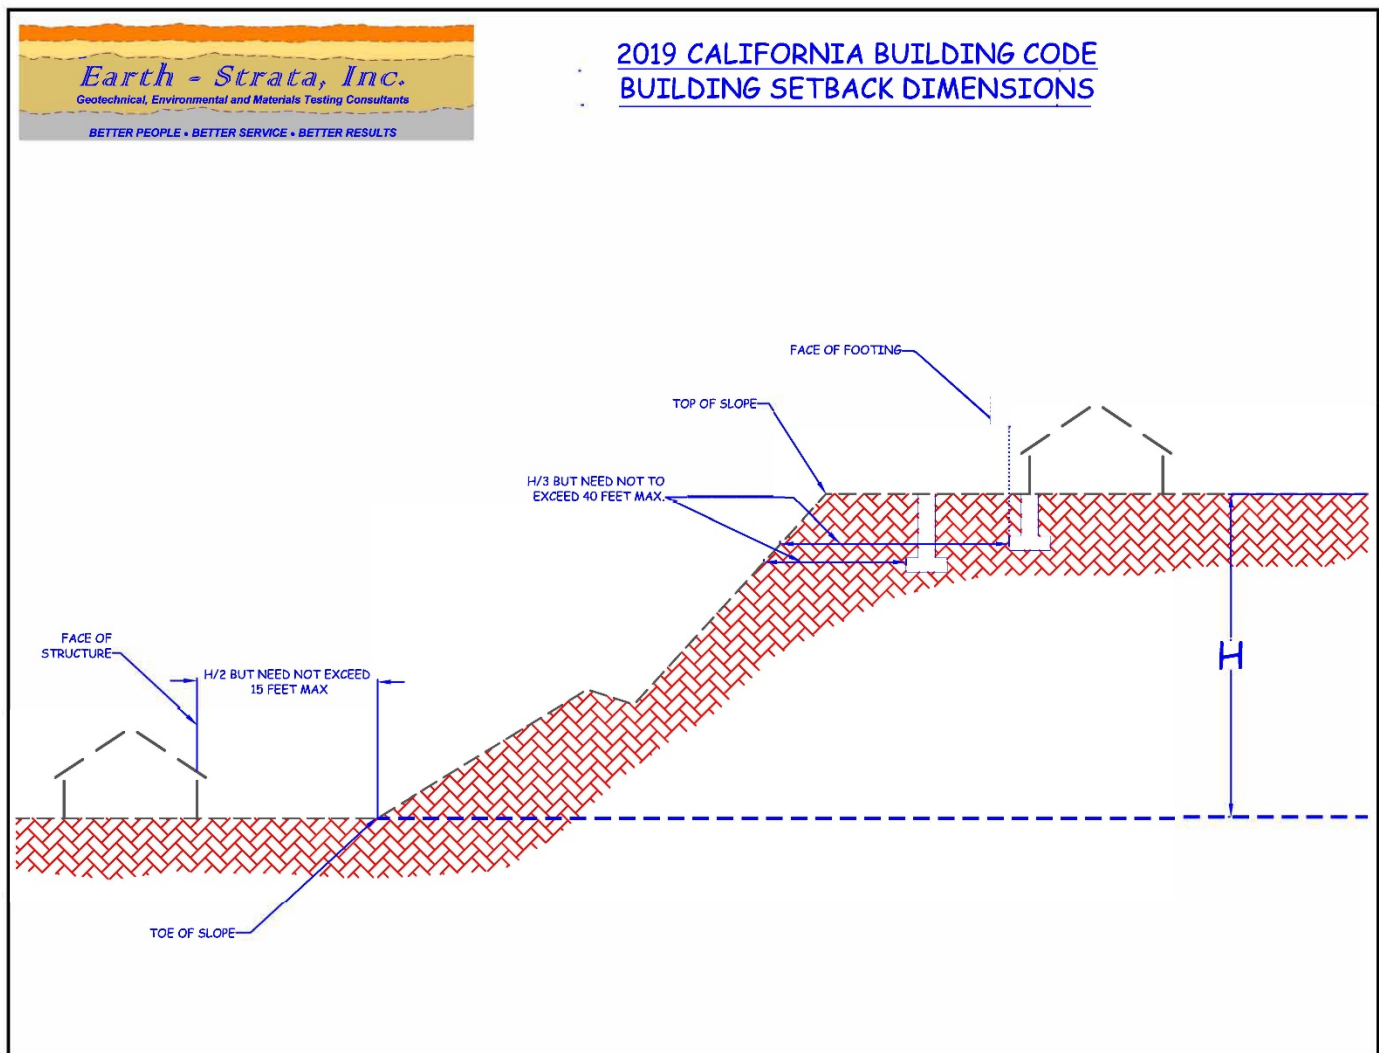 Earth - Strata, Inc.
Geotechnical, Environmental and Materials Testing Consultants
BETTER PEOPLE • BETTER SERVICE • BETTER RESULTS
2019 CALIFORNIA BUILDING CODE
BUILDING SETBACK DIMENSIONS
FACE OF FOOTING
TOP OF SLOPE
H/3 BUT NEED NOT TO
EXCEED 40 FEET MAX.
FACE OF
STRUCTURE
H/2 BUT NEED NOT EXCEED
15 FEET MAX
H
TOE OF SLOPE